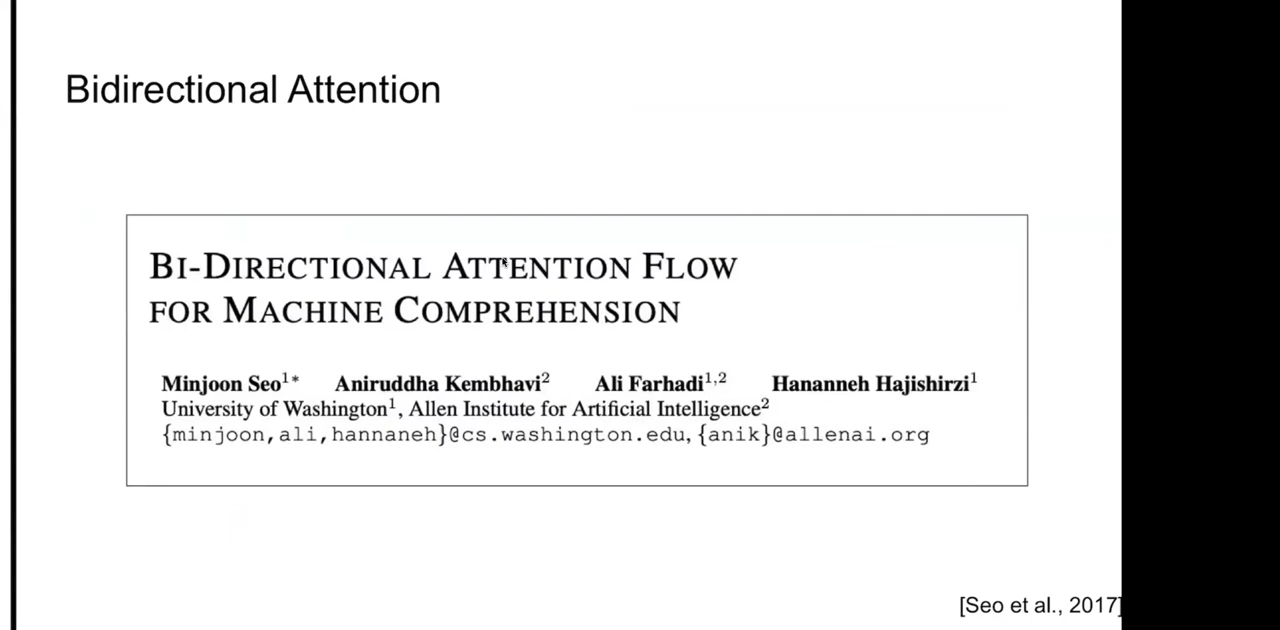 Bidirectional Attention
BI-DIRECTIONAL ATTENTION FLOW
FOR MACHINE COMPREHENSION
Minjoon Seo¹* Aniruddha Kembhavi² Ali Farhadi¹,² Hananneh Hajishirzi¹
University of Washington¹, Allen Institute for Artificial Intelligence²
{minjoon,ali,hannaneh}@cs.washington.edu, {anik}@allenai.org
[Seo et al., 2017]